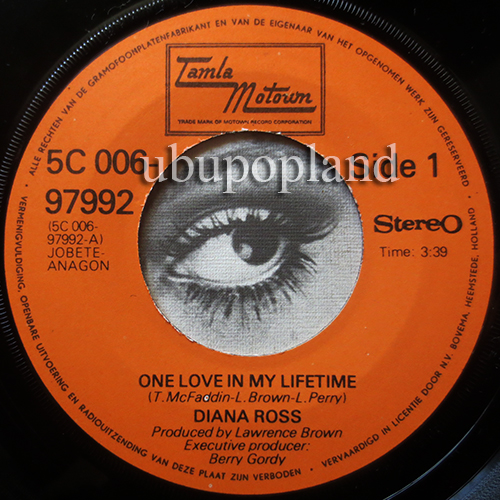 ALLE RECHTEN VAN DE GRAMOFOONPLATENFABRIKANT EN VAN DE EIGENAAR VAN HET OPGENOMEN WERK ZIJN GERESERVEERD
Tamla
Motown
TRADE MARK OF MOTOWN RECORD CORPORATION
5C 006
Side 1
ubupopland
97992
(5C 006-
97992-A)
JOBETE-
ANAGON
Stereo
Time: 3:39
ONE LOVE IN MY LIFETIME
(T.McFaddin-L.Brown-L.Perry)
DIANA ROSS
Produced by Lawrence Brown
Executive producer:
Berry Gordy
VERMENIGVULDIGING, OPENBARE UITVOERING EN RADIOUITZENDING VAN DEZE PLAAT ZIJN VERBODEN • VERVAARDIGD IN LICENTIE DOOR N.V. BOVEMA, HEEMSTEDE, HOLLAND